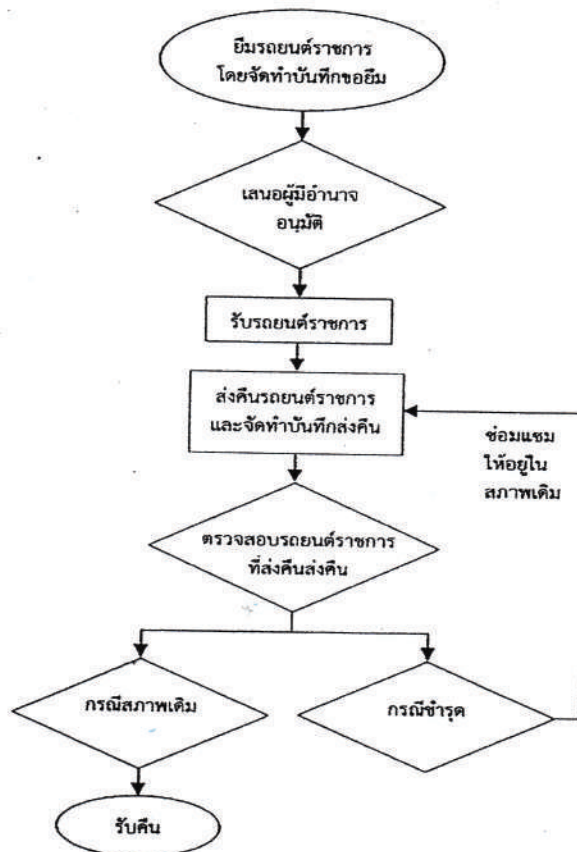 ยืมรถยนต์ราชการ
โดยจัดทำบันทึกขอยืม
เสนอผู้มีอำนาจ
อนุมัติ
รับรถยนต์ราชการ
ส่งคืนรถยนต์ราชการ
และจัดทำบันทึกส่งคืน
ซ่อมแซม
ให้อยู่ใน
สภาพเดิม
ตรวจสอบรถยนต์ราชการ
ที่ส่งคืนส่งคืน
กรณีสภาพเดิม
กรณีชำรุด
รับคืน